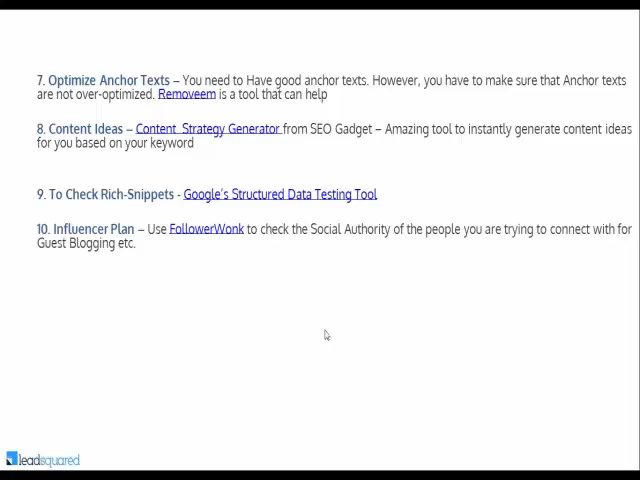 7. Optimize Anchor Texts – You need to Have good anchor texts. However, you have to make sure that Anchor texts
are not over-optimized. Removeem is a tool that can help
8. Content Ideas – Content Strategy Generator from SEO Gadget – Amazing tool to instantly generate content ideas
for you based on your keyword
9. To Check Rich-Snippets - Google's Structured Data Testing Tool
10. Influencer Plan – Use FollowerWonk to check the Social Authority of the people you are trying to connect with for
Guest Blogging etc.
leadsquared